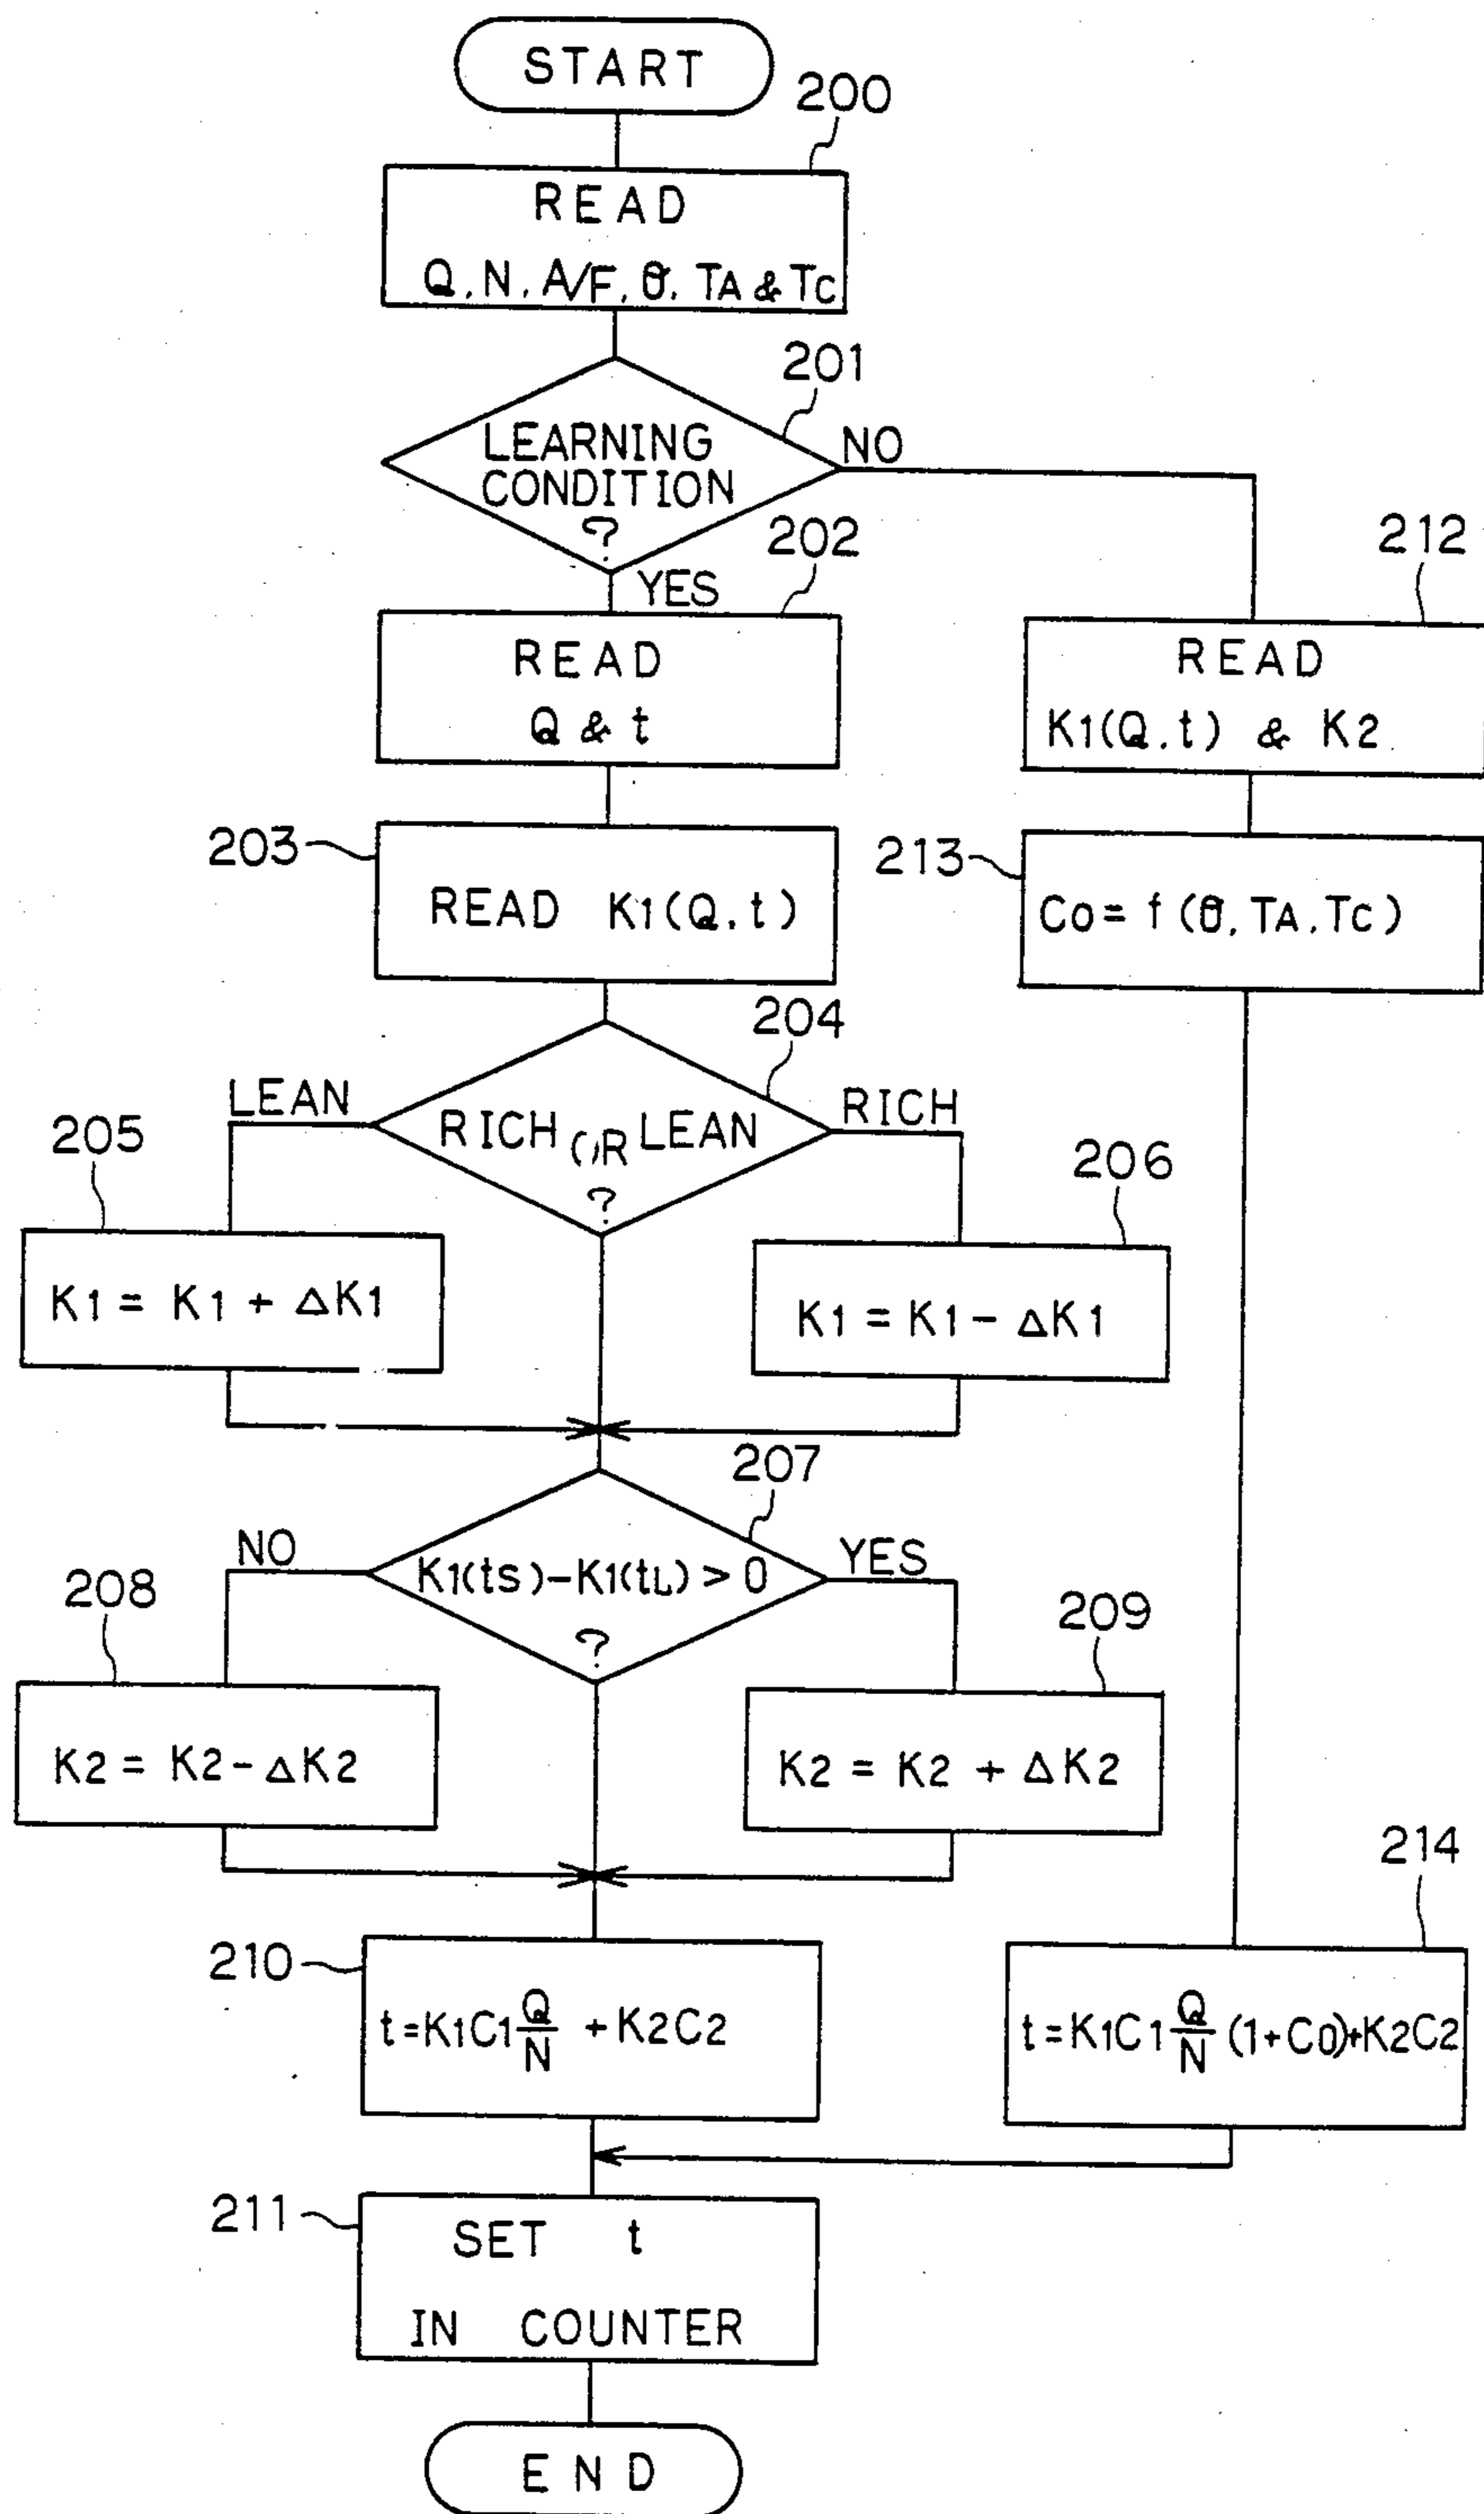 START
200
READ
Q, N, A/F, θ, TA & TC
201
LEARNING
CONDITION
?
NO
YES
202
212
READ
Q & t
READ
K1(Q, t) & K2
203
READ K1(Q, t)
213
Co = f(θ, TA, TC)
204
LEAN
RICH OR LEAN
?
RICH
205
206
K1 = K1 + ΔK1
K1 = K1 - ΔK1
207
NO
K1(ts) - K1(tL) > 0
?
YES
208
209
K2 = K2 - ΔK2
K2 = K2 + ΔK2
214
210
t = K1C1 Q/N + K2C2
t = K1C1 Q/N (1+Co) + K2C2
211
SET t
IN COUNTER
END